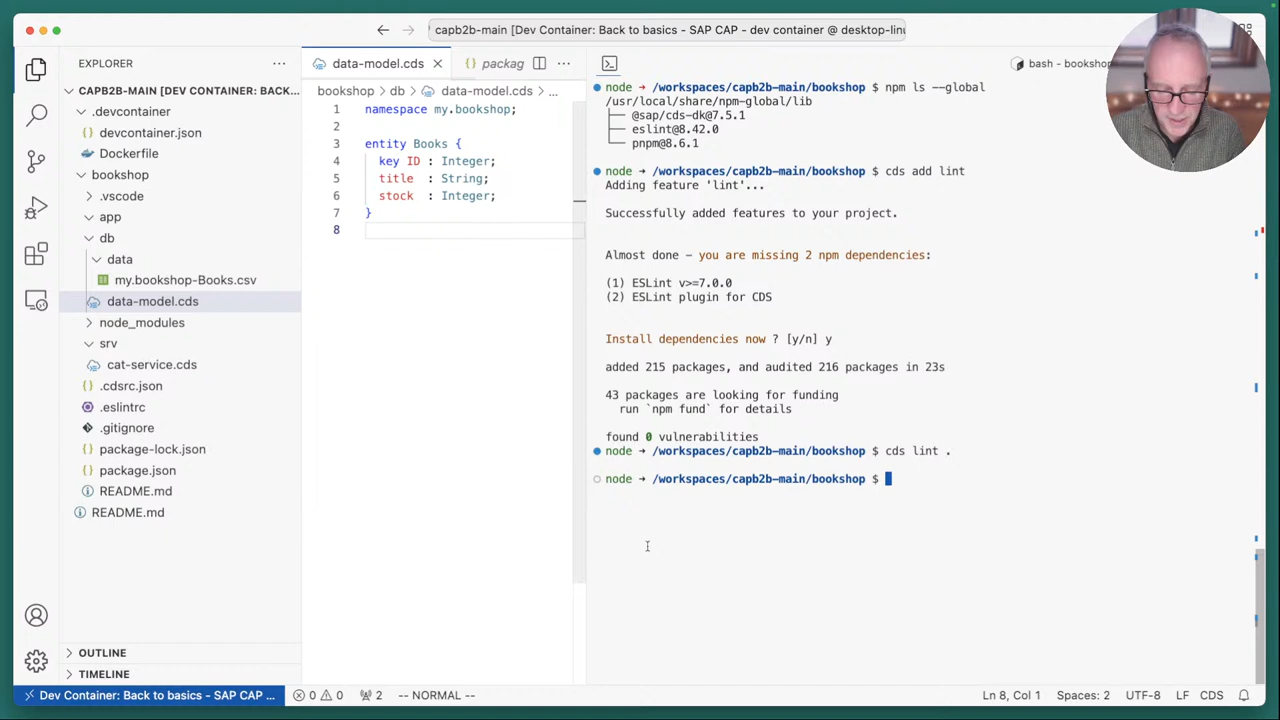 capb2b-main [Dev Container: Back to basics - SAP CAP - dev container @ desktop-linu
EXPLORER
CAPB2B-MAIN [DEV CONTAINER: BACK...
.devcontainer
devcontainer.json
Dockerfile
bookshop
.vscode
app
db
data
my.bookshop-Books.csv
data-model.cds
node_modules
srv
cat-service.cds
.cdsrc.json
.eslintrc
.gitignore
package-lock.json
package.json
README.md
README.md
OUTLINE
TIMELINE
data-model.cds
packag
bookshop > db > data-model.cds > ...
1 namespace my.bookshop;
2
3 entity Books {
4 key ID : Integer;
5 title : String;
6 stock : Integer;
7 }
8
bash - bookshop
node → /workspaces/capb2b-main/bookshop $ npm ls --global
/usr/local/share/npm-global/lib
├── @sap/cds-dk@7.5.1
├── eslint@8.42.0
└── pnpm@8.6.1
node → /workspaces/capb2b-main/bookshop $ cds add lint
Adding feature 'lint'...
Successfully added features to your project.
Almost done – you are missing 2 npm dependencies:
(1) ESLint v>=7.0.0
(2) ESLint plugin for CDS
Install dependencies now ? [y/n] y
added 215 packages, and audited 216 packages in 23s
43 packages are looking for funding
run `npm fund` for details
found 0 vulnerabilities
node → /workspaces/capb2b-main/bookshop $ cds lint .
node → /workspaces/capb2b-main/bookshop $
Dev Container: Back to basics - SAP CAP ... 0 0 2 -- NORMAL -- Ln 8, Col 1 Spaces: 2 UTF-8 LF CDS